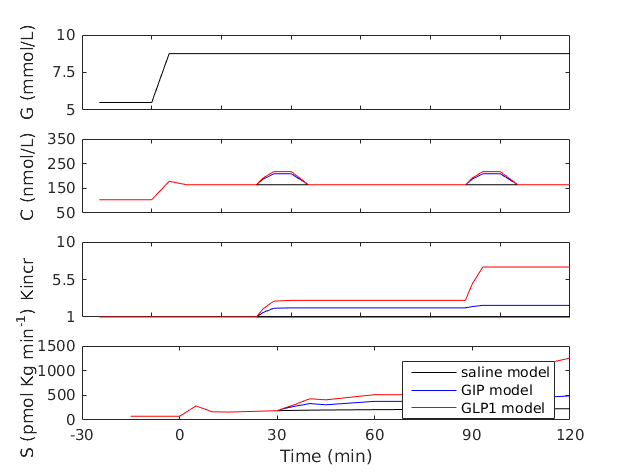 G (mmol/L)
10
7.5
5
C (nmol/L)
350
250
150
50
Kincr
10
5.5
1
S (pmol Kg min⁻¹)
1500
1000
500
0
saline model
GIP model
GLP1 model
-30 0 30 60 90 120
Time (min)